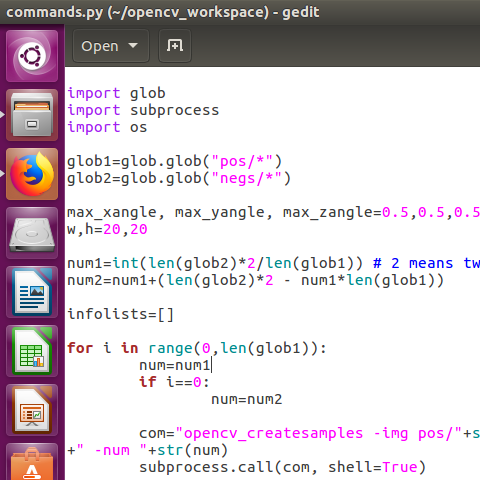 commands.py (~/opencv_workspace) - gedit
Open
import glob
import subprocess
import os
glob1=glob.glob("pos/*")
glob2=glob.glob("negs/*")
max_xangle, max_yangle, max_zangle=0.5,0.5,0.5
w,h=20,20
num1=int(len(glob2)*2/len(glob1)) # 2 means tw
num2=num1+(len(glob2)*2 - num1*len(glob1))
infolists=[]
for i in range(0,len(glob1)):
num=num1
if i==0:
num=num2
com="opencv_createsamples -img pos/"+s
+" -num "+str(num)
subprocess.call(com, shell=True)